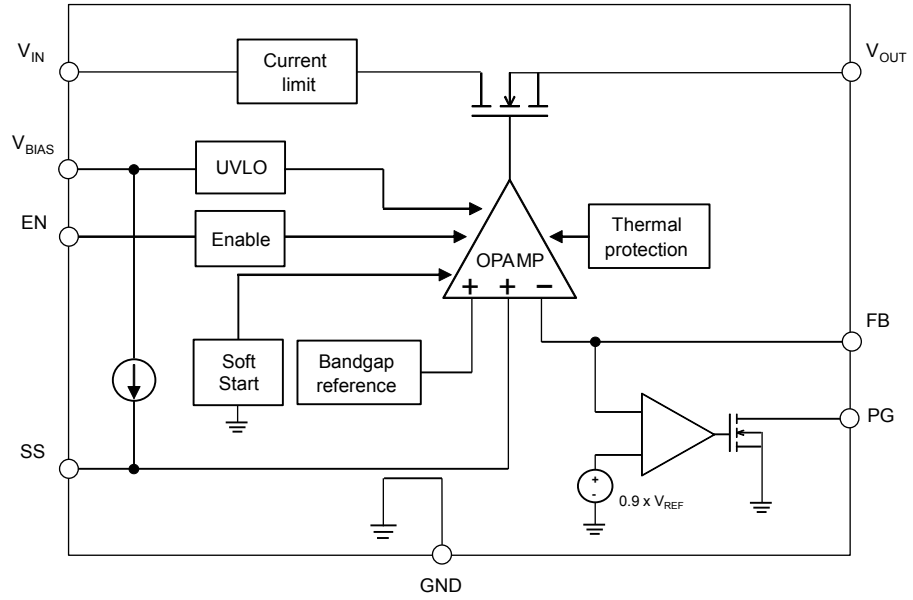 V_IN
Current
limit
V_OUT
V_BIAS
UVLO
EN
Enable
Thermal
protection
OPAMP
+ + −
FB
Soft
Start
Bandgap
reference
PG
SS
+
-
0.9 x V_REF
GND